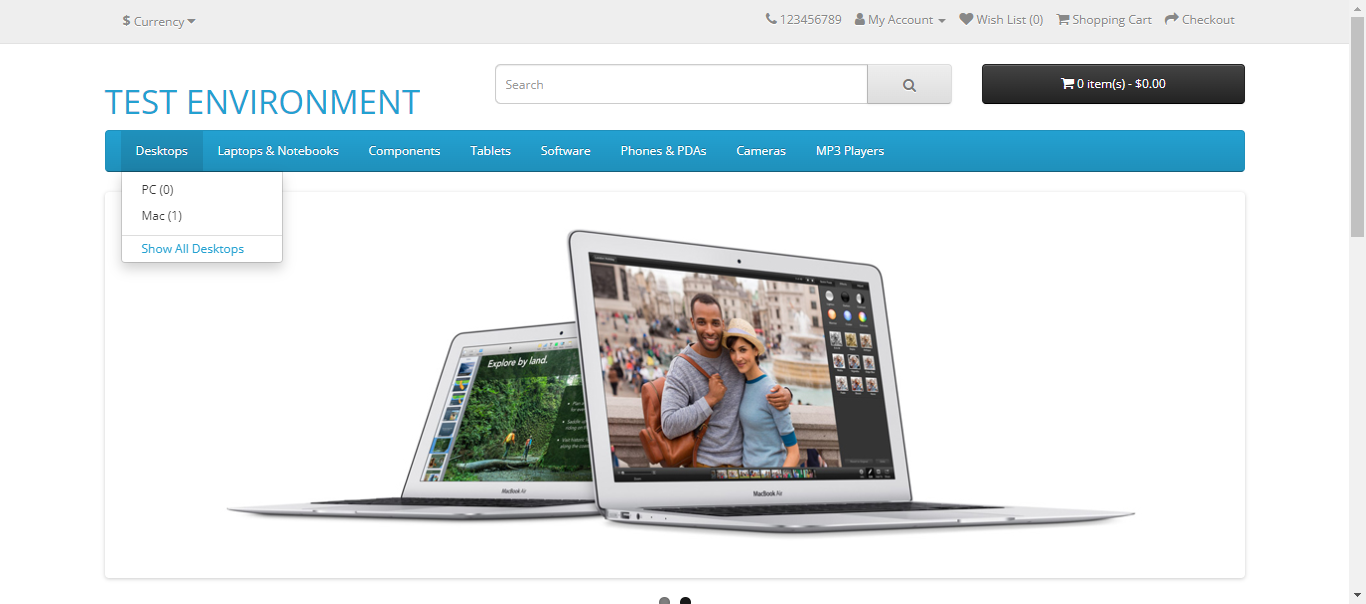 $ Currency
123456789 My Account Wish List (0) Shopping Cart Checkout
TEST ENVIRONMENT
Search
0 item(s) - $0.00
Desktops Laptops & Notebooks Components Tablets Software Phones & PDAs Cameras MP3 Players
PC (0)
Mac (1)
Show All Desktops
Explore by land.
MacBook Air
MacBook Air